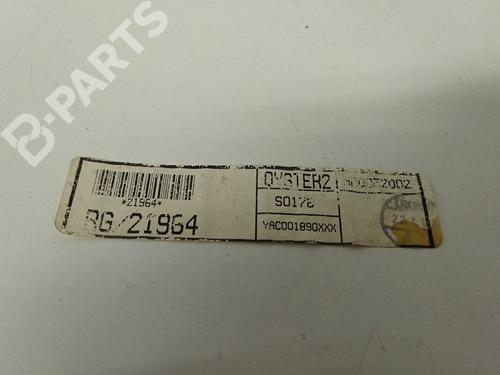 B-PARTS
*21964*
RG/21964
OYSTER2
S0178
YAC001890XXX